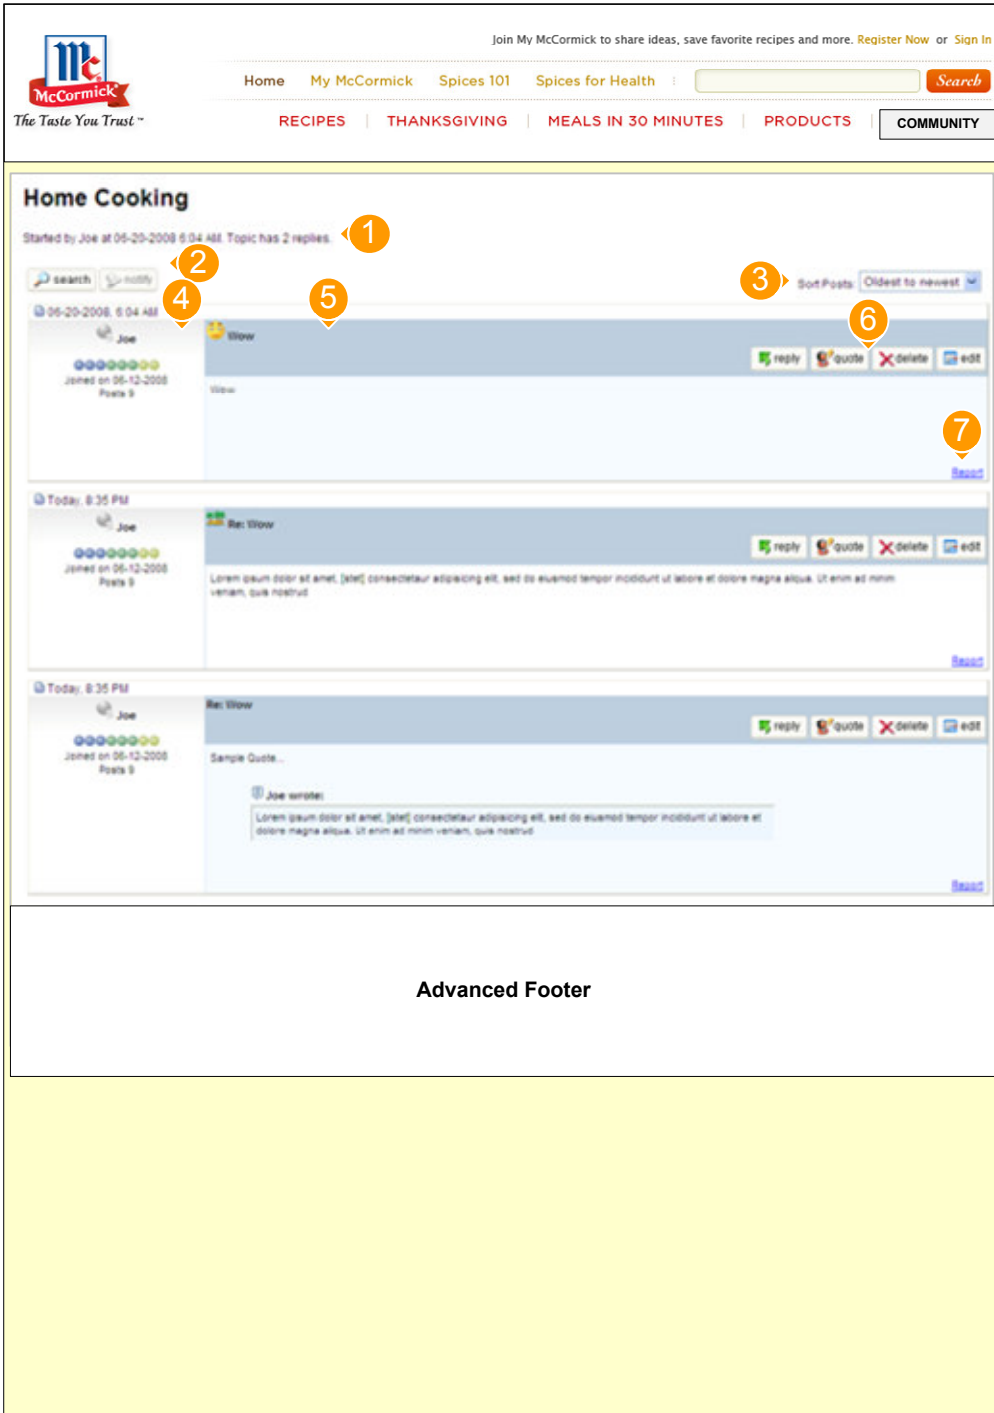 Join My McCormick to share ideas, save favorite recipes and more. Register Now or Sign In
Mc
McCormick
The Taste You Trust ™
Home My McCormick Spices 101 Spices for Health Search
RECIPES | THANKSGIVING | MEALS IN 30 MINUTES | PRODUCTS | COMMUNITY
Home Cooking
Started by Joe at 06-20-2008 6:04 AM. Topic has 2 replies.
1
2
search notify
3 Sort Posts: Oldest to newest
4
5
06-20-2008, 6:04 AM
6
Joe
Wow
reply quote delete edit
Joined on 06-12-2008
Posts 9
Wow
7
Report
Today, 8:35 PM
Joe
Re: Wow
reply quote delete edit
Joined on 06-12-2008
Posts 9
Lorem ipsum dolor sit amet, [stet] consectetaur adipisicing elit, sed do eiusmod tempor incididunt ut labore et dolore magna aliqua. Ut enim ad minim
veniam, quis nostrud
Report
Today, 8:35 PM
Joe
Re: Wow
reply quote delete edit
Joined on 06-12-2008
Posts 9
Sample Quote...
Joe wrote:
Lorem ipsum dolor sit amet, [stet] consectetaur adipisicing elit, sed do eiusmod tempor incididunt ut labore et
dolore magna aliqua. Ut enim ad minim veniam, quis nostrud
Report
Advanced Footer